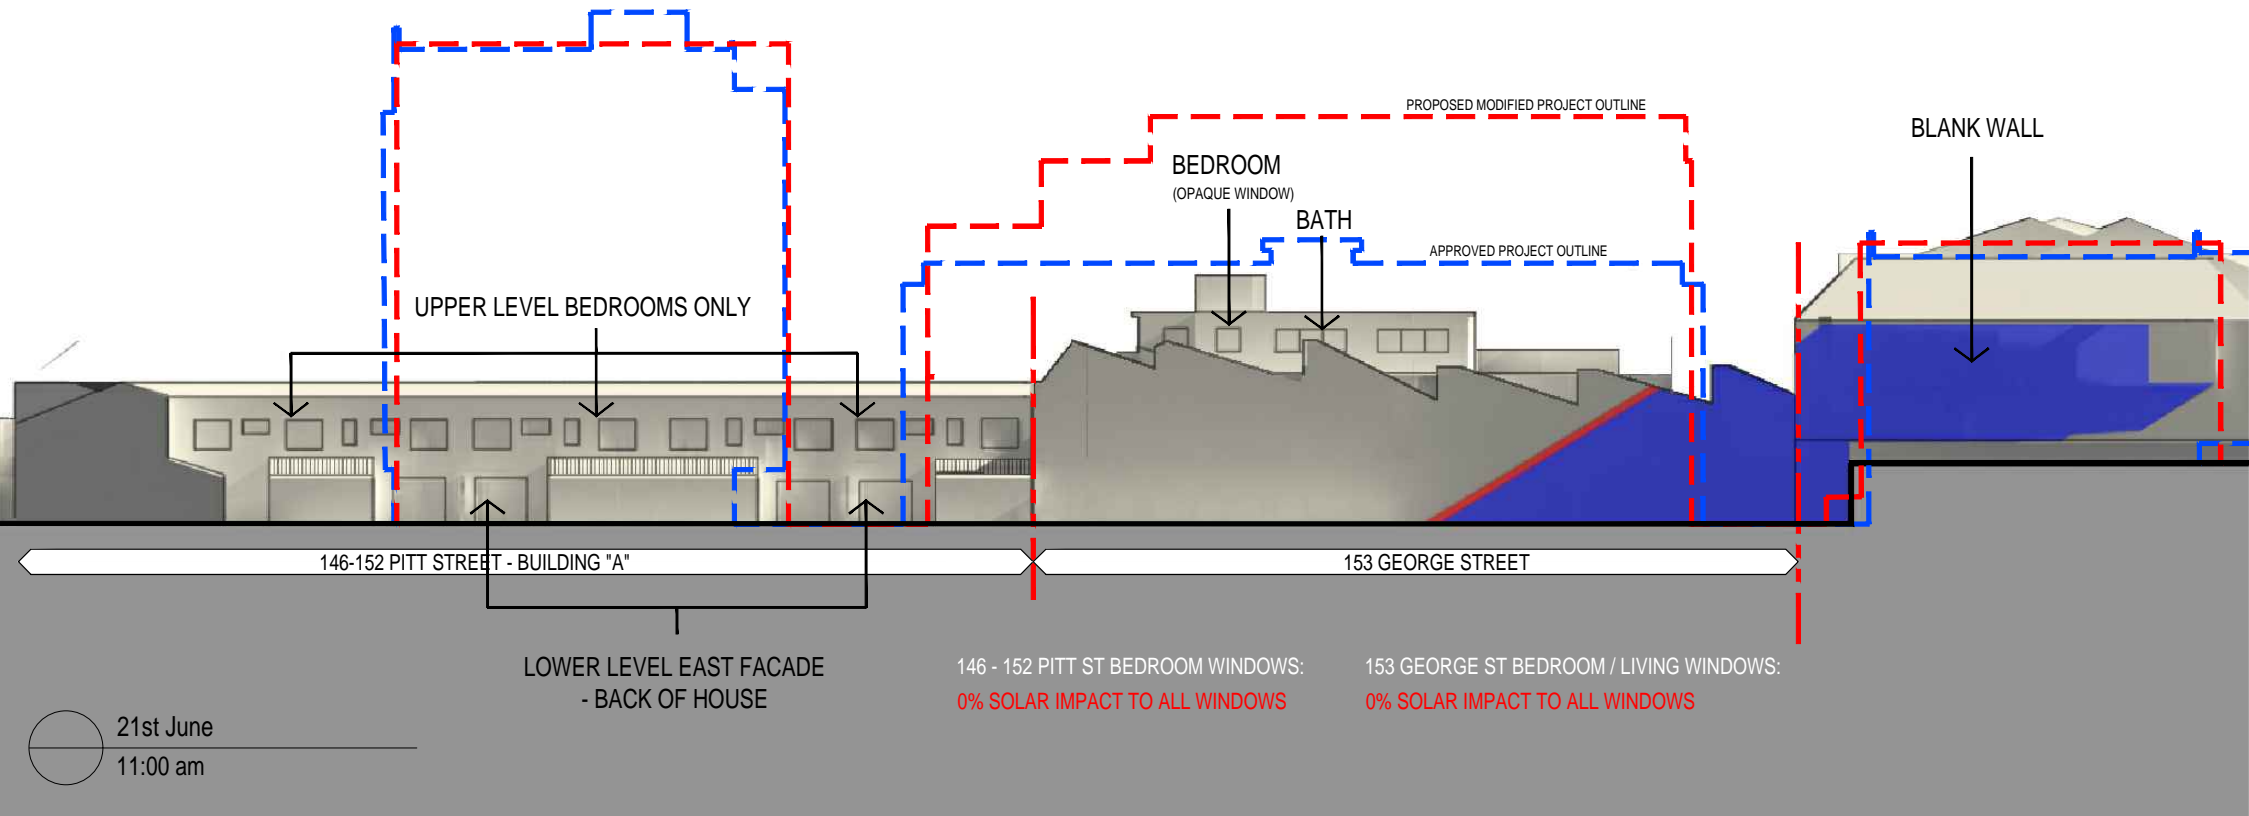 PROPOSED MODIFIED PROJECT OUTLINE
BLANK WALL
BEDROOM
(OPAQUE WINDOW)
BATH
APPROVED PROJECT OUTLINE
UPPER LEVEL BEDROOMS ONLY
146-152 PITT STREET - BUILDING "A"
153 GEORGE STREET
LOWER LEVEL EAST FACADE
- BACK OF HOUSE
146 - 152 PITT ST BEDROOM WINDOWS:
0% SOLAR IMPACT TO ALL WINDOWS
153 GEORGE ST BEDROOM / LIVING WINDOWS:
0% SOLAR IMPACT TO ALL WINDOWS
21st June
11:00 am